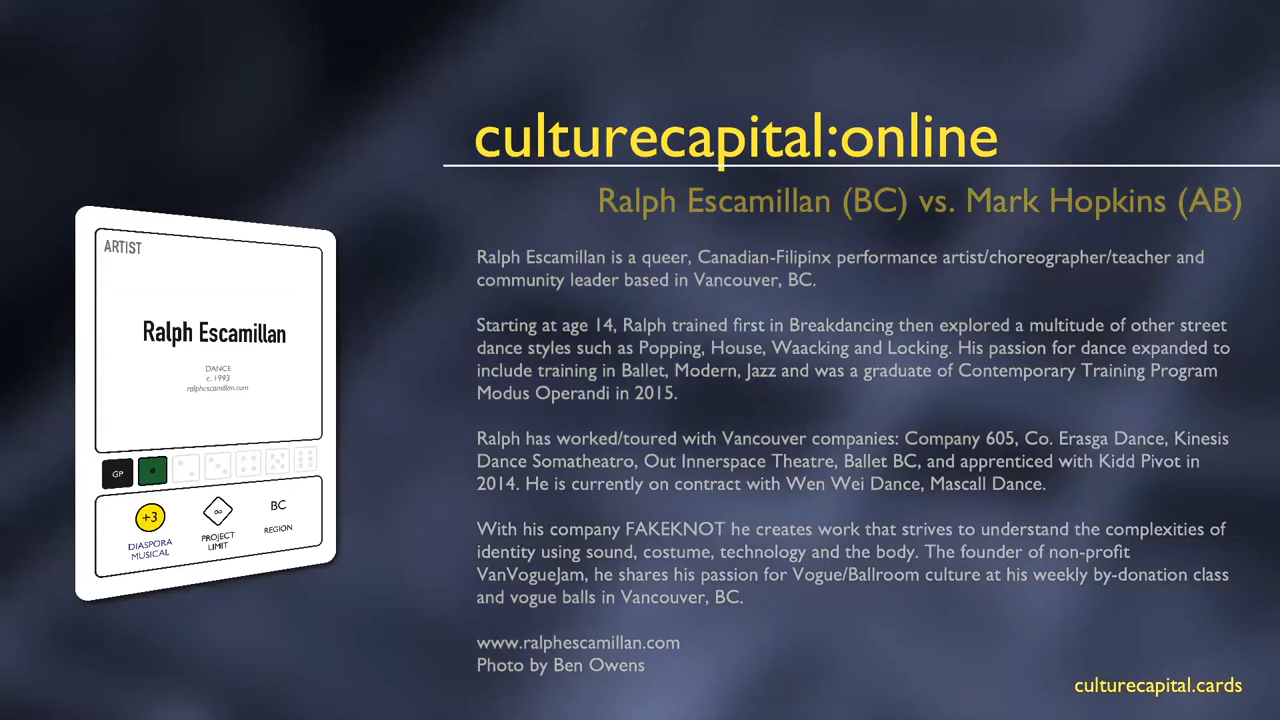 culturecapital:online
Ralph Escamillan (BC) vs. Mark Hopkins (AB)
ARTIST
Ralph Escamillan
DANCE
c. 1993
ralphescamillan.com
GP
+3
DIASPORA
MUSICAL
∞
PROJECT
LIMIT
BC
REGION
Ralph Escamillan is a queer, Canadian-Filipinx performance artist/choreographer/teacher and
community leader based in Vancouver, BC.
Starting at age 14, Ralph trained first in Breakdancing then explored a multitude of other street
dance styles such as Popping, House, Waacking and Locking. His passion for dance expanded to
include training in Ballet, Modern, Jazz and was a graduate of Contemporary Training Program
Modus Operandi in 2015.
Ralph has worked/toured with Vancouver companies: Company 605, Co. Erasga Dance, Kinesis
Dance Somatheatro, Out Innerspace Theatre, Ballet BC, and apprenticed with Kidd Pivot in
2014. He is currently on contract with Wen Wei Dance, Mascall Dance.
With his company FAKEKNOT he creates work that strives to understand the complexities of
identity using sound, costume, technology and the body. The founder of non-profit
VanVogueJam, he shares his passion for Vogue/Ballroom culture at his weekly by-donation class
and vogue balls in Vancouver, BC.
www.ralphescamillan.com
Photo by Ben Owens
culturecapital.cards